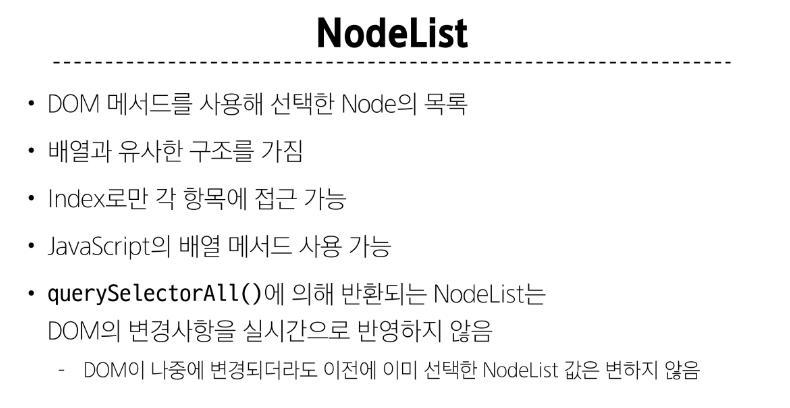 NodeList
• DOM 메서드를 사용해 선택한 Node의 목록
• 배열과 유사한 구조를 가짐
• Index로만 각 항목에 접근 가능
• JavaScript의 배열 메서드 사용 가능
• querySelectorAll()에 의해 반환되는 NodeList는
DOM의 변경사항을 실시간으로 반영하지 않음
- DOM이 나중에 변경되더라도 이전에 이미 선택한 NodeList 값은 변하지 않음